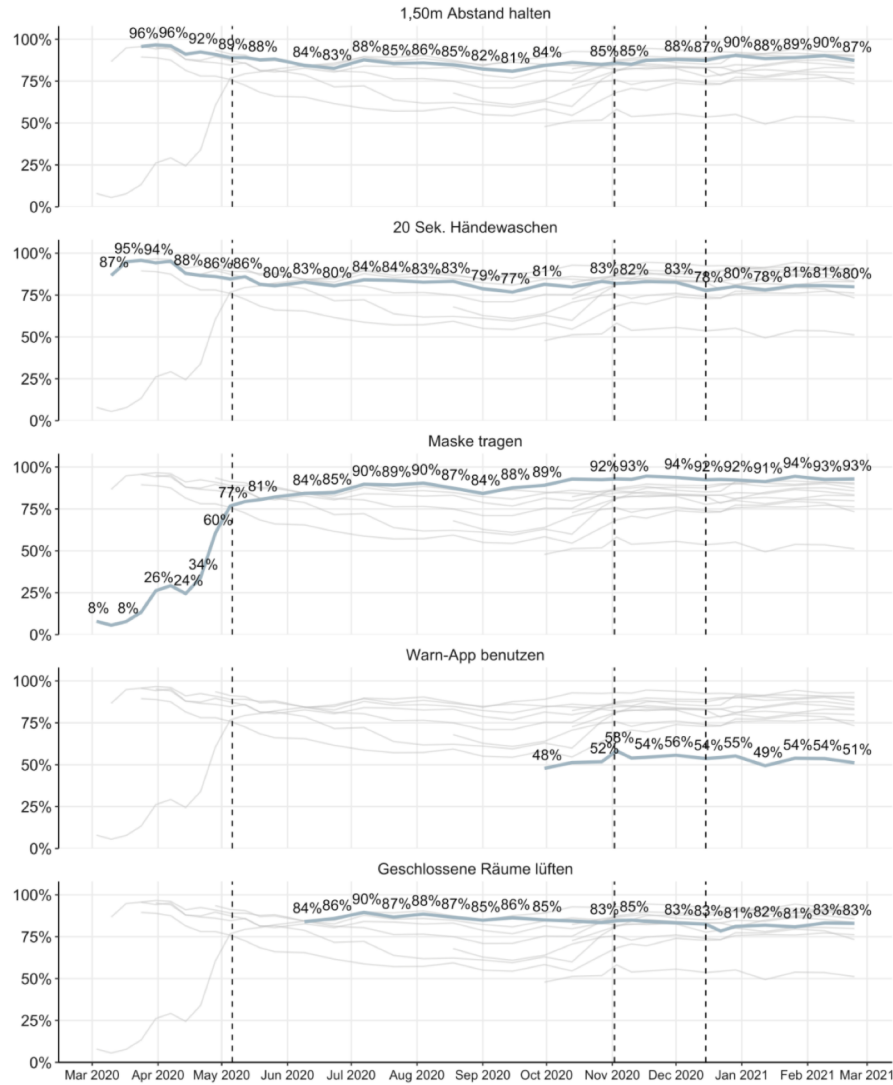 1,50m Abstand halten
100%
75%
50%
25%
0%
96% 96% 92% 89% 88% 84% 83% 88% 85% 86% 85% 82% 81% 84% 85% 85% 88% 87% 90% 88% 89% 90% 87%
20 Sek. Händewaschen
100%
75%
50%
25%
0%
87% 95% 94% 88% 86% 86% 80% 83% 80% 84% 84% 83% 83% 79% 77% 81% 83% 82% 83% 78% 80% 78% 81% 81% 80%
Maske tragen
100%
75%
50%
25%
0%
8% 8% 26% 24% 34% 60% 77% 81% 84% 85% 90% 89% 90% 87% 84% 88% 89% 92% 93% 94% 92% 92% 91% 94% 93% 93%
Warn-App benutzen
100%
75%
50%
25%
0%
48% 52% 58% 54% 56% 54% 55% 49% 54% 54% 51%
Geschlossene Räume lüften
100%
75%
50%
25%
0%
84% 86% 90% 87% 88% 87% 85% 86% 85% 83% 85% 83% 83% 81% 82% 81% 83% 83%
Mar 2020 Apr 2020 May 2020 Jun 2020 Jul 2020 Aug 2020 Sep 2020 Oct 2020 Nov 2020 Dec 2020 Jan 2021 Feb 2021 Mar 2021